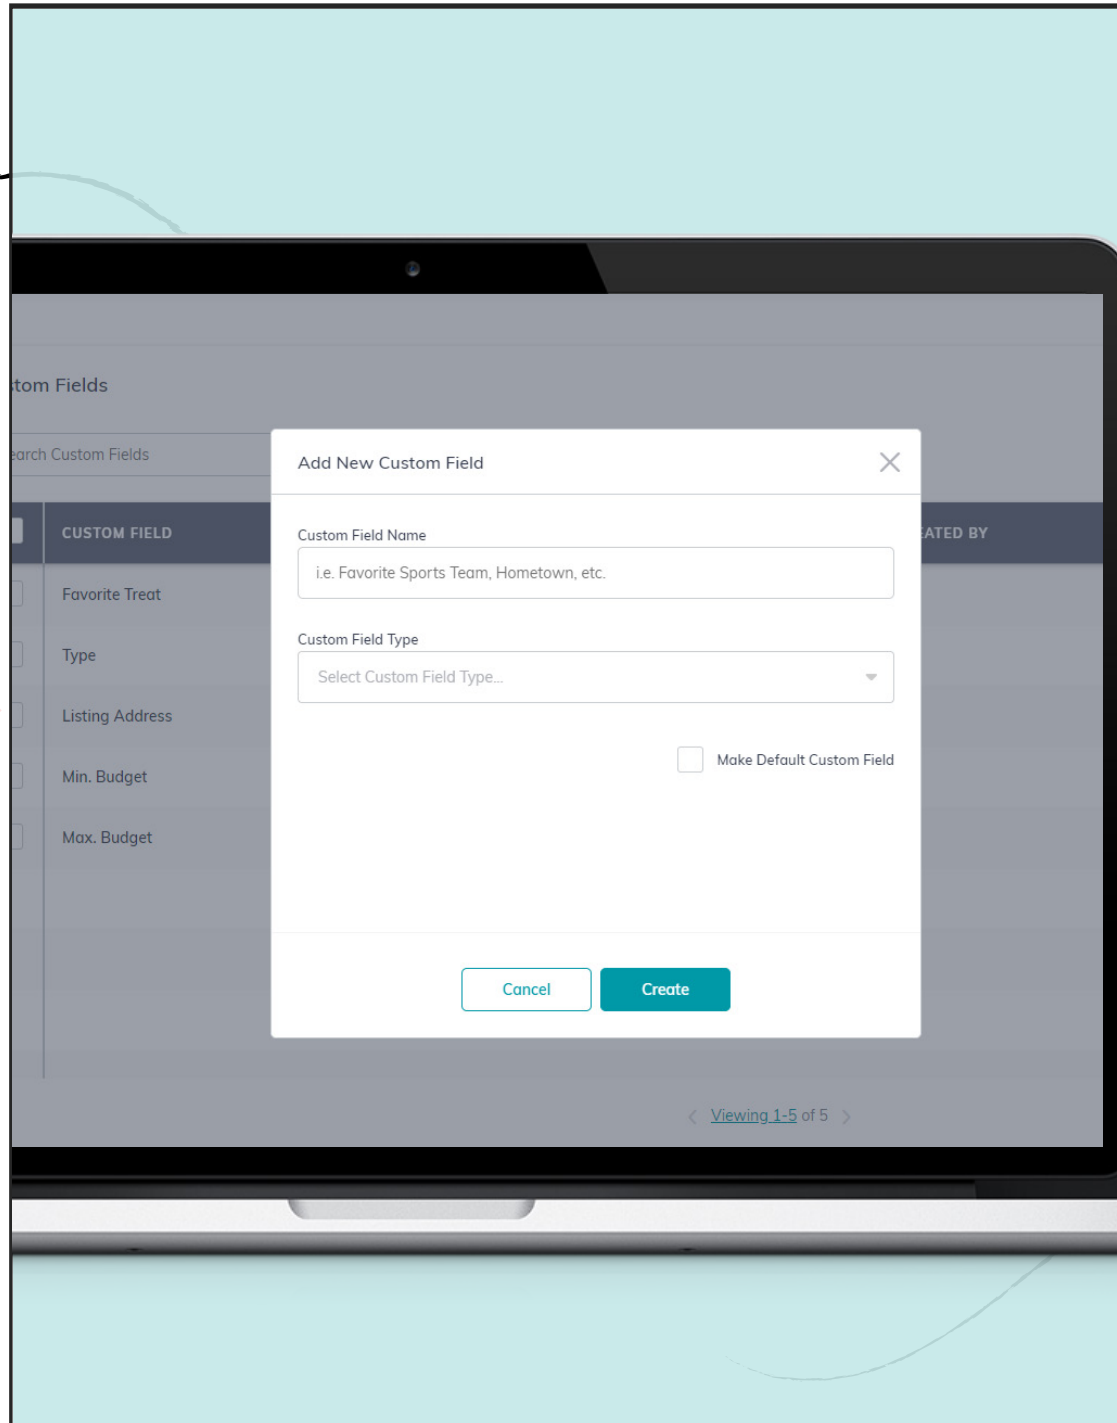 tom Fields
earch Custom Fields
CUSTOM FIELD
EATED BY
Favorite Treat
Type
Listing Address
Min. Budget
Max. Budget
Add New Custom Field
Custom Field Name
i.e. Favorite Sports Team, Hometown, etc.
Custom Field Type
Select Custom Field Type...
Make Default Custom Field
Cancel
Create
Viewing 1-5 of 5